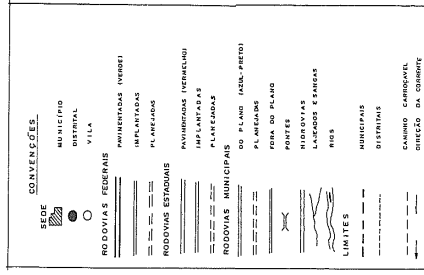 CONVENÇÕES
SEDE
MUNICÍPIO
DISTRITAL
VILA
RODOVIAS FEDERAIS
PAVIMENTADAS (VERDE)
IMPLANTADAS
PLANEJADAS
RODOVIAS ESTADUAIS
PAVIMENTADAS (VERMELHO)
IMPLANTADAS
PLANEJADAS
RODOVIAS MUNICIPAIS
DO PLANO (AZUL-PRETO)
PLANEJADAS
FORA DO PLANO
PONTES
HIDROVIAS
LAJEADOS E SANGAS
RIOS
LIMITES
MUNICIPAIS
DISTRITAIS
CAMINHO CARROÇAVEL
DIREÇÃO DA CORRENTE